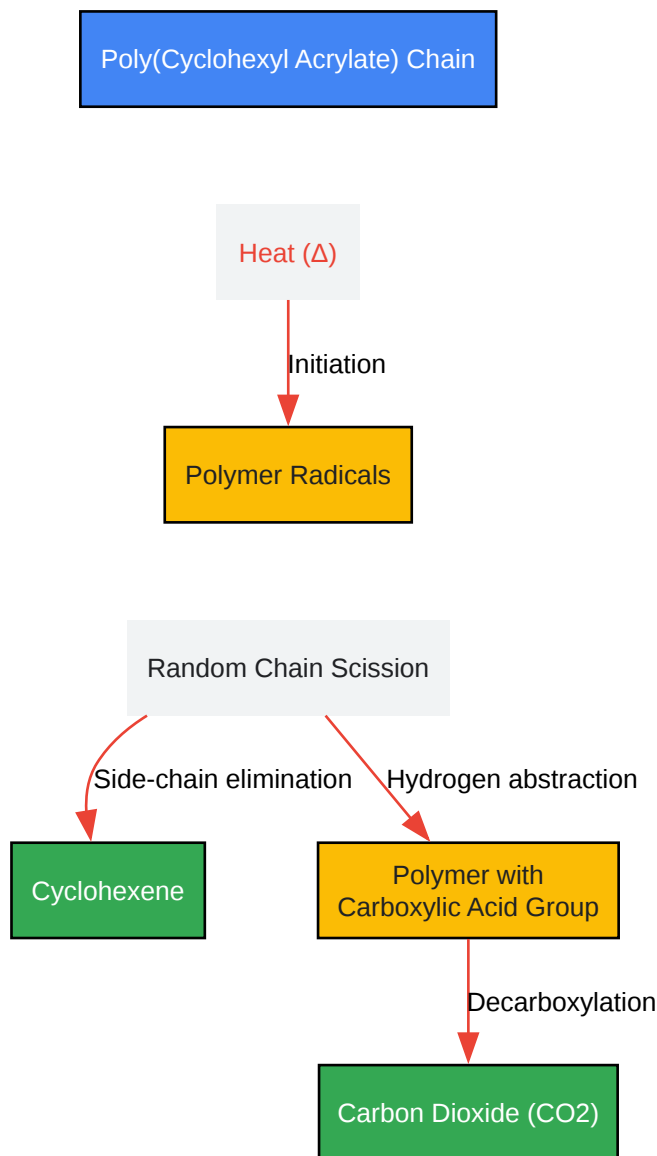 Poly(Cyclohexyl Acrylate) Chain
Heat (Δ)
Initiation
Polymer Radicals
Random Chain Scission
Side-chain elimination
Hydrogen abstraction
Cyclohexene
Polymer with
Carboxylic Acid Group
Decarboxylation
Carbon Dioxide (CO2)